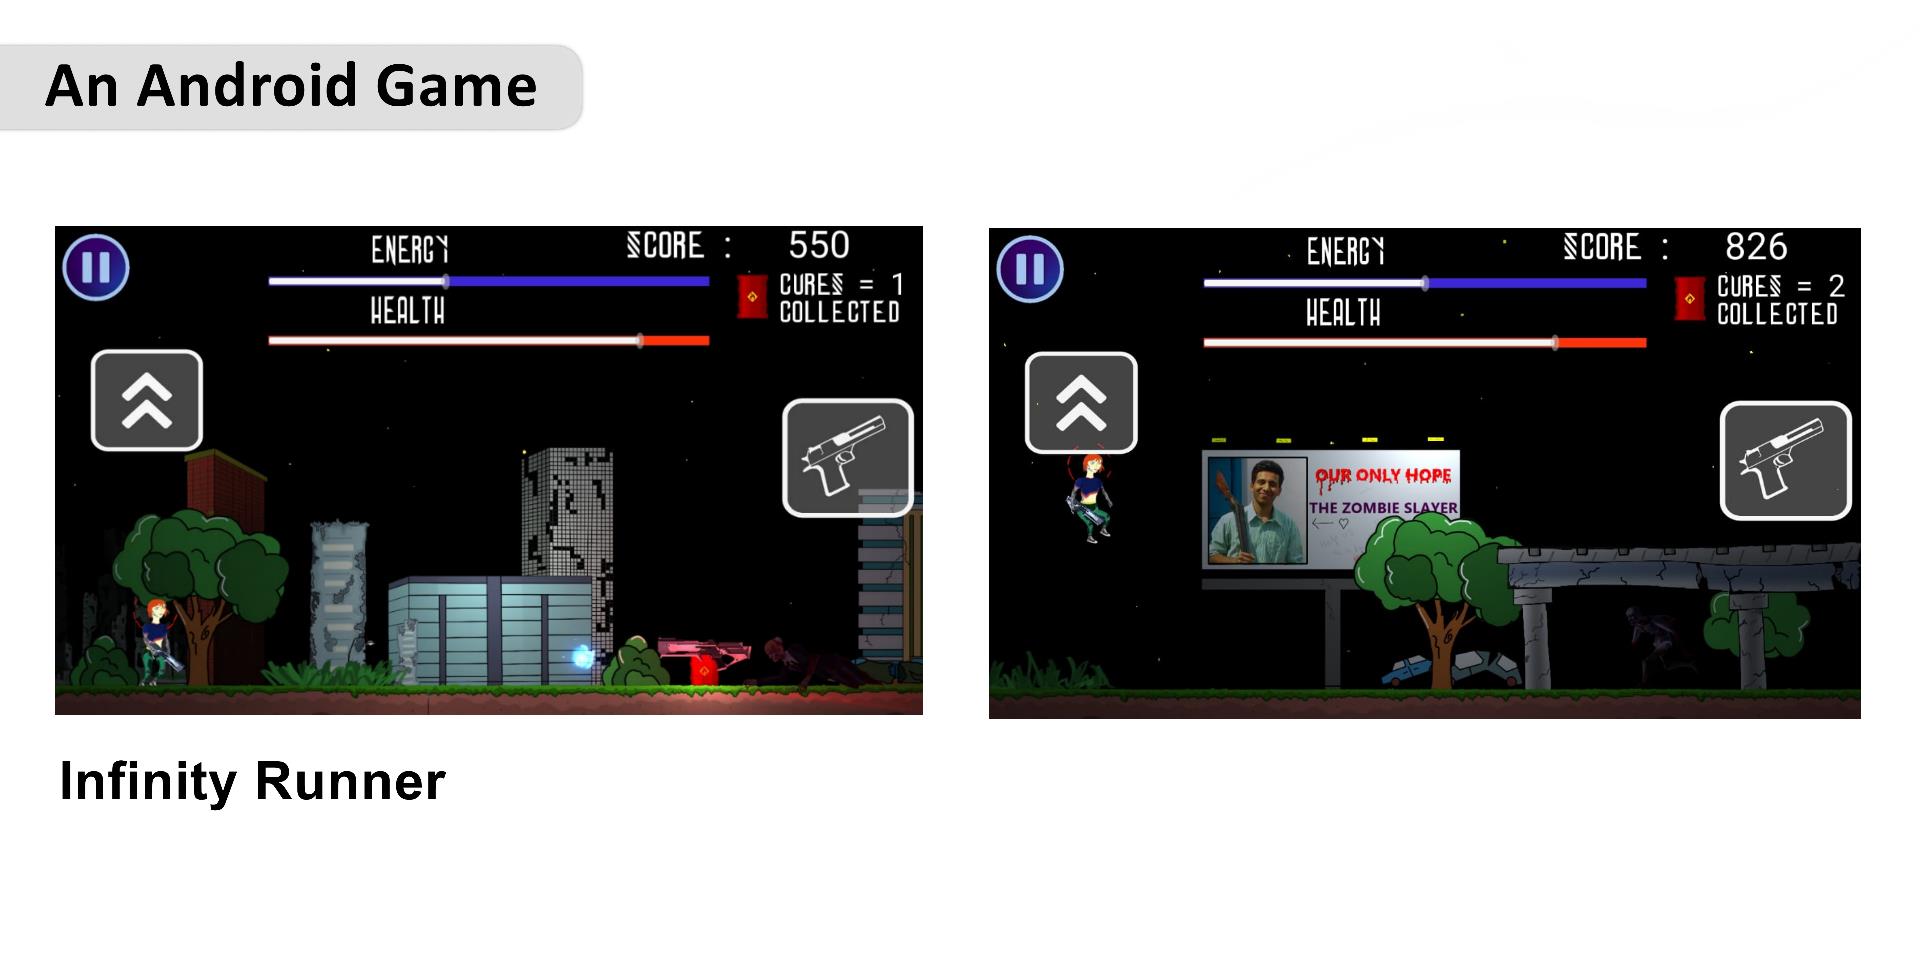 An Android Game
ENERGY
SCORE : 550
CURES = 1
COLLECTED
HEALTH
ENERGY
SCORE : 826
CURES = 2
COLLECTED
HEALTH
OUR ONLY HOPE
THE ZOMBIE SLAYER
Infinity Runner